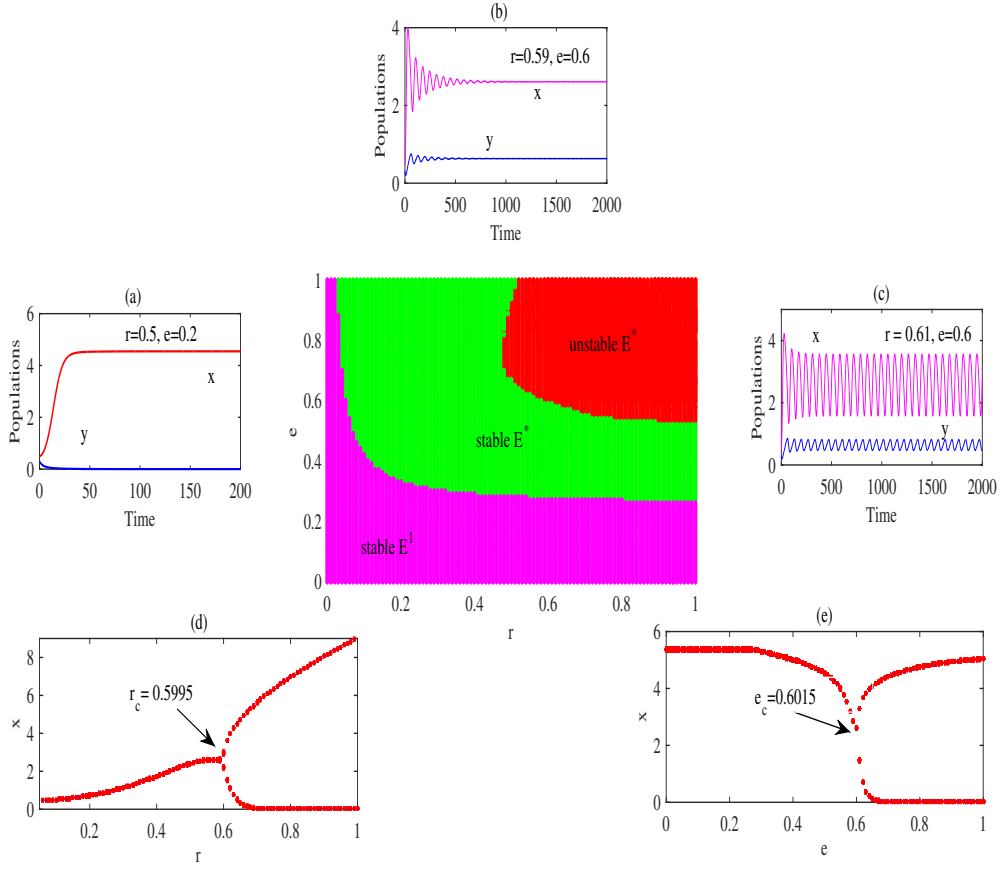 (b)
Populations
4
2
0
r=0.59, e=0.6
x
y
0 500 1000 1500 2000
Time
(a)
Populations
6
4
2
0
r=0.5, e=0.2
x
y
0 50 100 150 200
Time
e
1
0.8
0.6
0.4
0.2
0
unstable E*
stable E*
stable E1
0 0.2 0.4 0.6 0.8 1
r
(c)
Populations
4
2
0
x
r = 0.61, e=0.6
y
0 500 1000 1500 2000
Time
(d)
x
8
6
4
2
0
r_c = 0.5995
0.2 0.4 0.6 0.8 1
r
(e)
x
6
4
2
0
e_c=0.6015
0 0.2 0.4 0.6 0.8 1
e